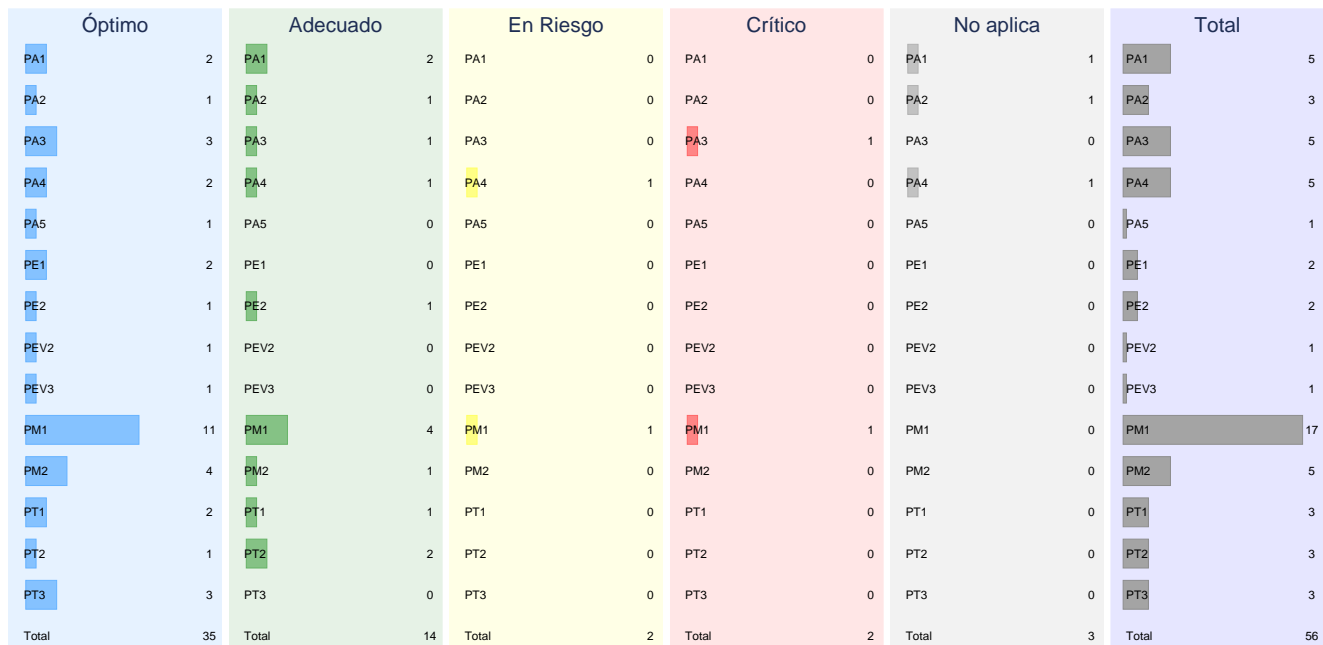 Óptimo Adecuado En Riesgo Crítico No aplica Total
PA1 2 PA1 2 PA1 0 PA1 0 PA1 1 PA1 5
PA2 1 PA2 1 PA2 0 PA2 0 PA2 1 PA2 3
PA3 3 PA3 1 PA3 0 PA3 1 PA3 0 PA3 5
PA4 2 PA4 1 PA4 1 PA4 0 PA4 1 PA4 5
PA5 1 PA5 0 PA5 0 PA5 0 PA5 0 PA5 1
PE1 2 PE1 0 PE1 0 PE1 0 PE1 0 PE1 2
PE2 1 PE2 1 PE2 0 PE2 0 PE2 0 PE2 2
PEV2 1 PEV2 0 PEV2 0 PEV2 0 PEV2 0 PEV2 1
PEV3 1 PEV3 0 PEV3 0 PEV3 0 PEV3 0 PEV3 1
PM1 11 PM1 4 PM1 1 PM1 1 PM1 0 PM1 17
PM2 4 PM2 1 PM2 0 PM2 0 PM2 0 PM2 5
PT1 2 PT1 1 PT1 0 PT1 0 PT1 0 PT1 3
PT2 1 PT2 2 PT2 0 PT2 0 PT2 0 PT2 3
PT3 3 PT3 0 PT3 0 PT3 0 PT3 0 PT3 3
Total 35 Total 14 Total 2 Total 2 Total 3 Total 56